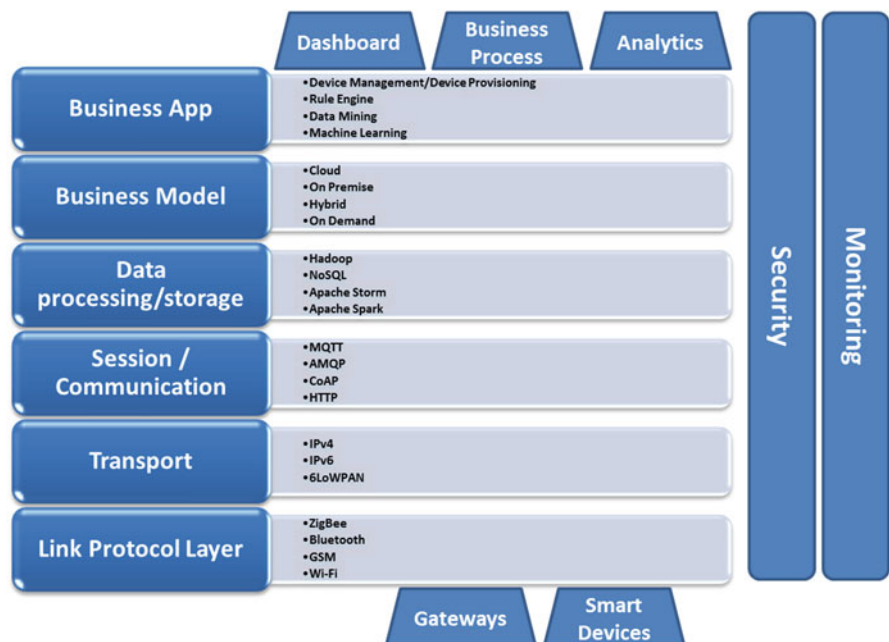 Dashboard
Business
Process
Analytics
Business App
•Device Management/Device Provisioning
•Rule Engine
•Data Mining
•Machine Learning
Business Model
•Cloud
•On Premise
•Hybrid
•On Demand
Data
processing/storage
•Hadoop
•NoSQL
•Apache Storm
•Apache Spark
Session /
Communication
•MQTT
•AMQP
•CoAP
•HTTP
Transport
•IPv4
•IPv6
•6LoWPAN
Link Protocol Layer
•ZigBee
•Bluetooth
•GSM
•Wi-Fi
Gateways
Smart
Devices
Security
Monitoring